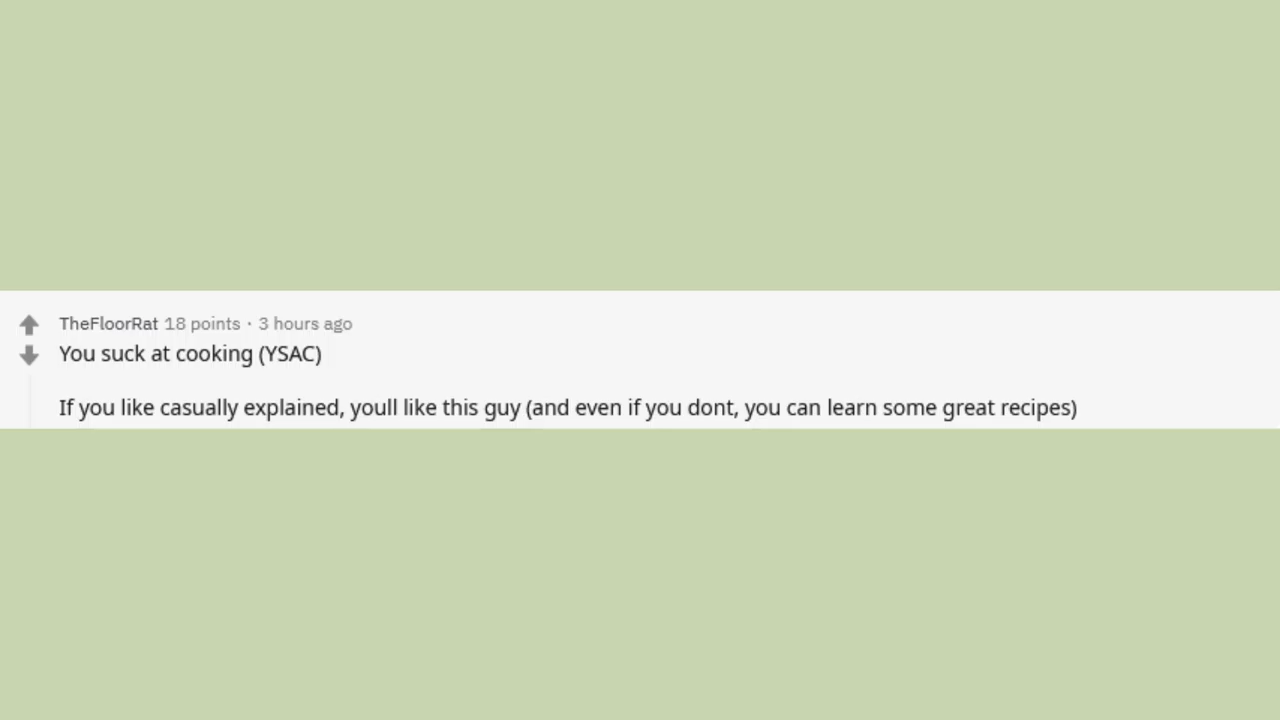 TheFloorRat 18 points · 3 hours ago
You suck at cooking (YSAC)
If you like casually explained, youll like this guy (and even if you dont, you can learn some great recipes)